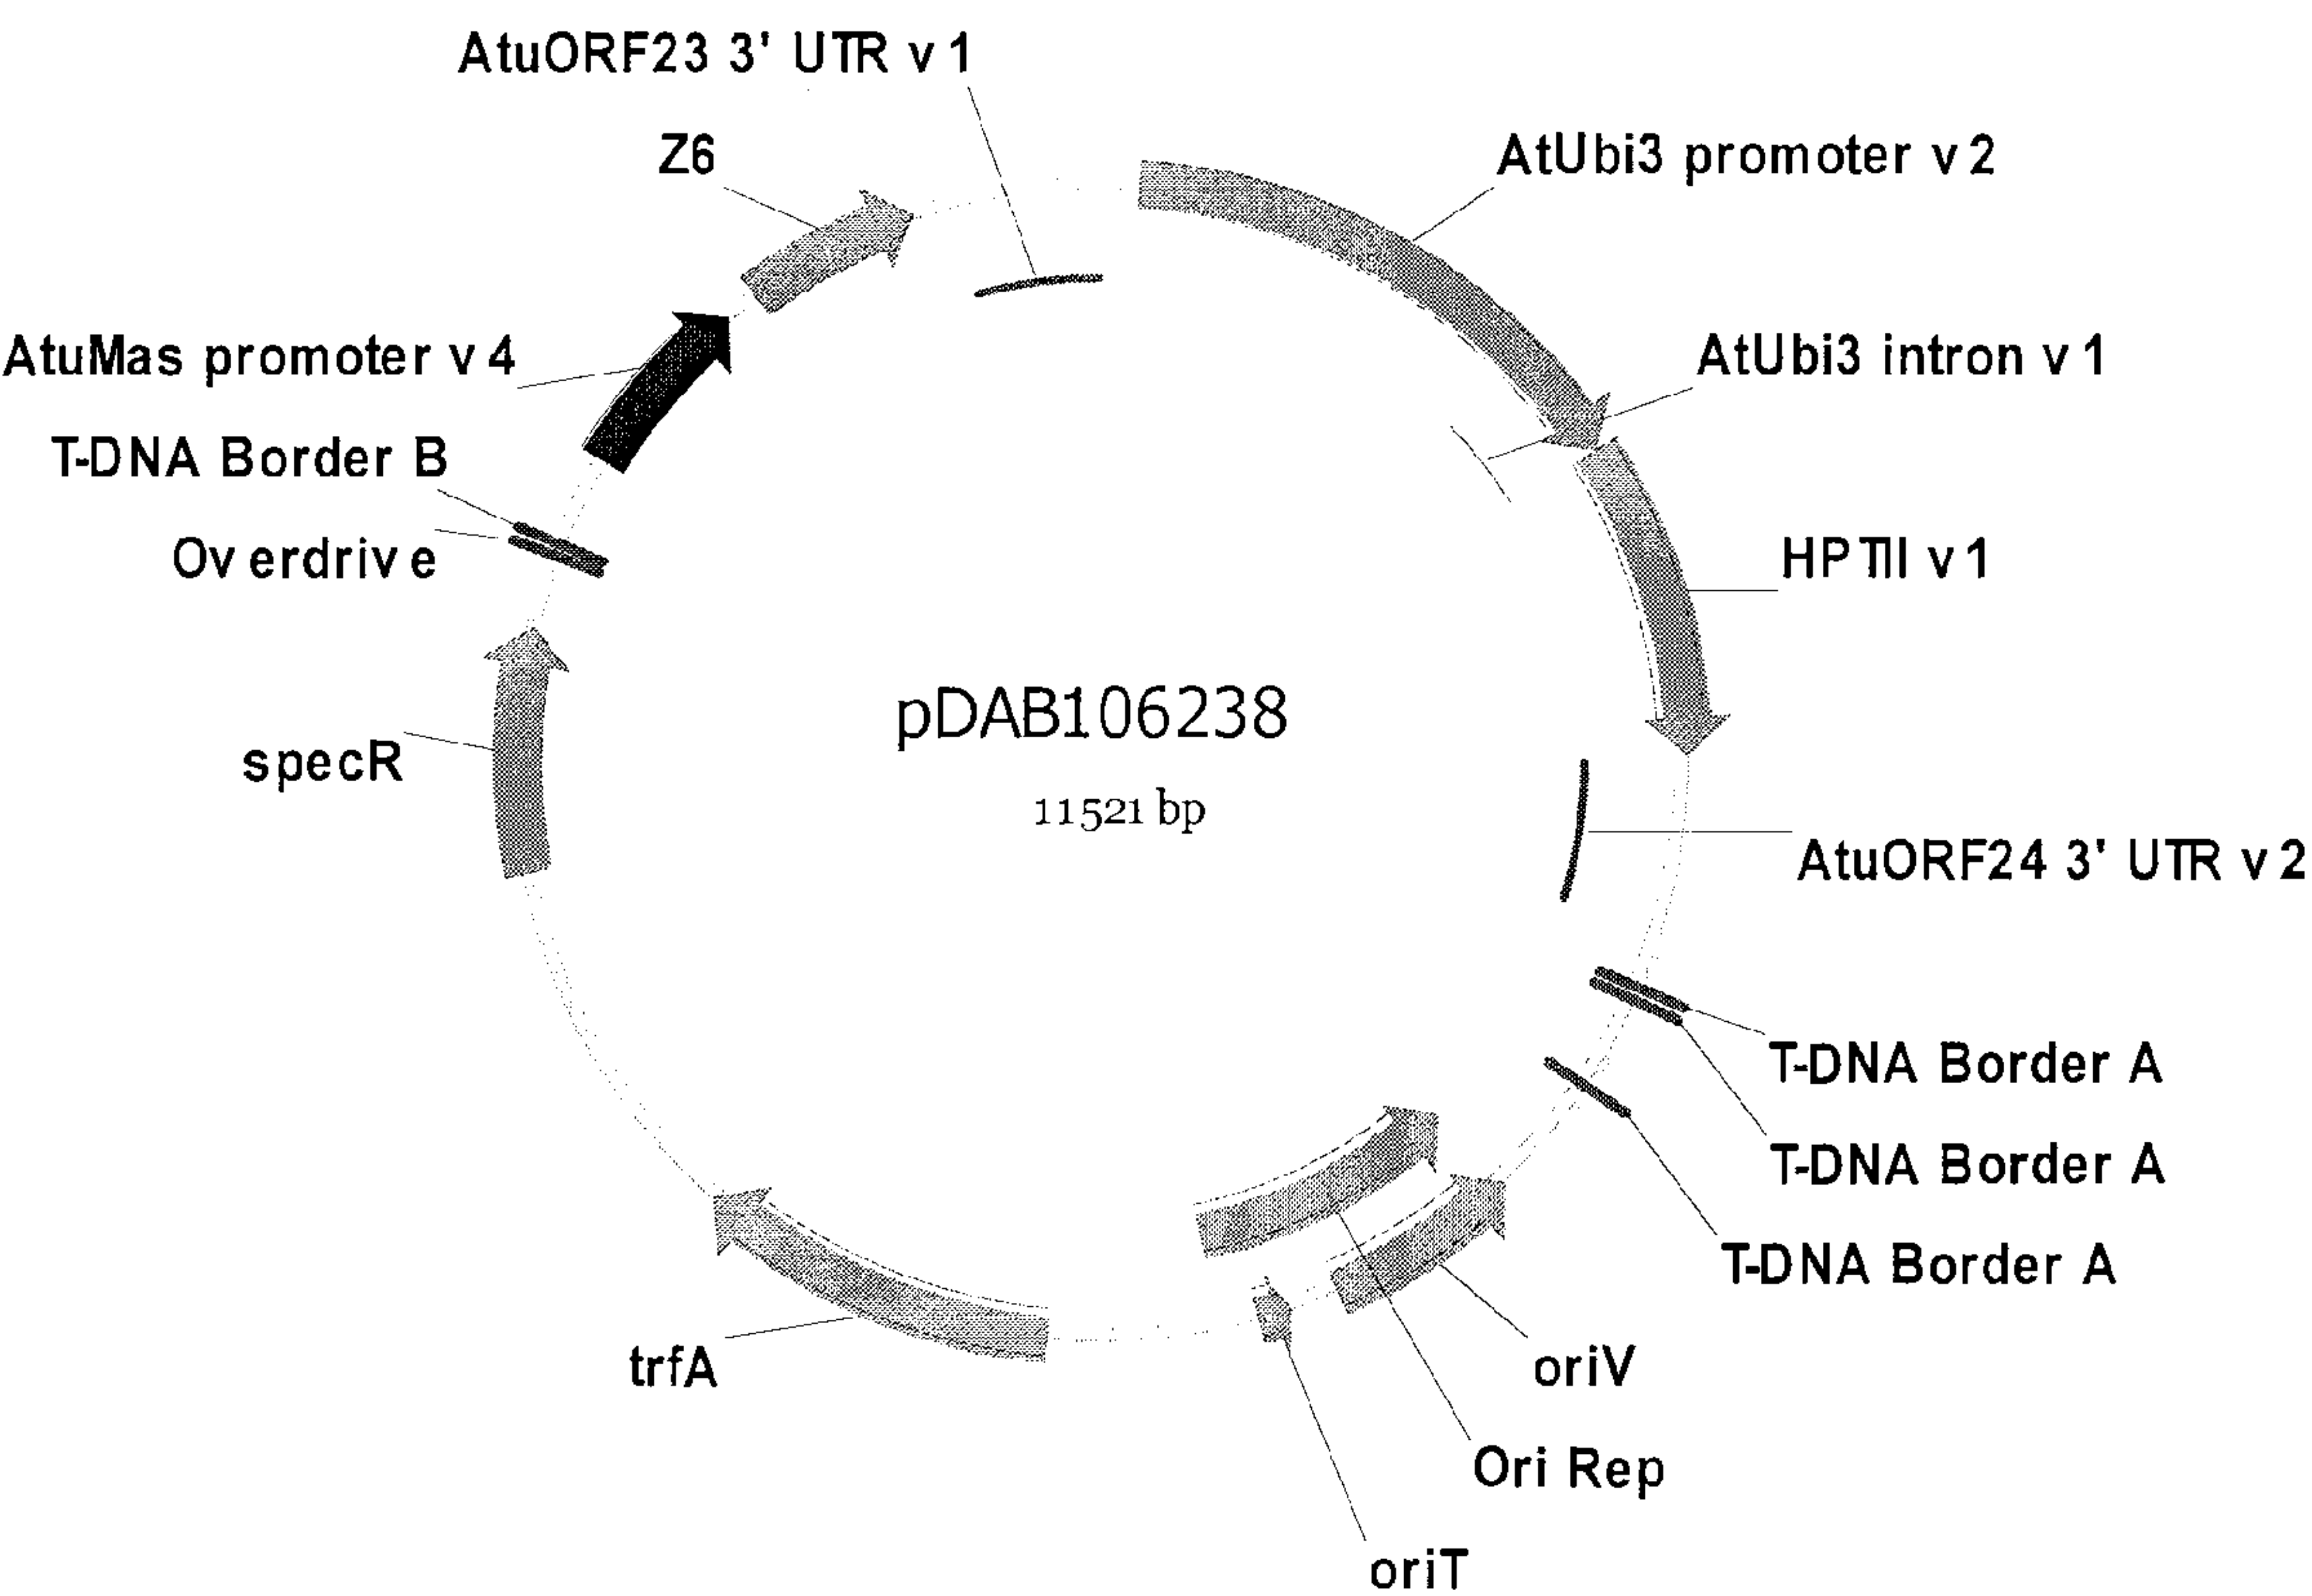 AtuORF23 3' UTR v1
Z6
AtUbi3 promoter v2
AtuMas promoter v4
AtUbi3 intron v1
T-DNA Border B
Overdrive
HPTII v1
pDAB106238
specR
11521 bp
AtuORF24 3' UTR v2
T-DNA Border A
T-DNA Border A
T-DNA Border A
trfA
oriV
Ori Rep
oriT